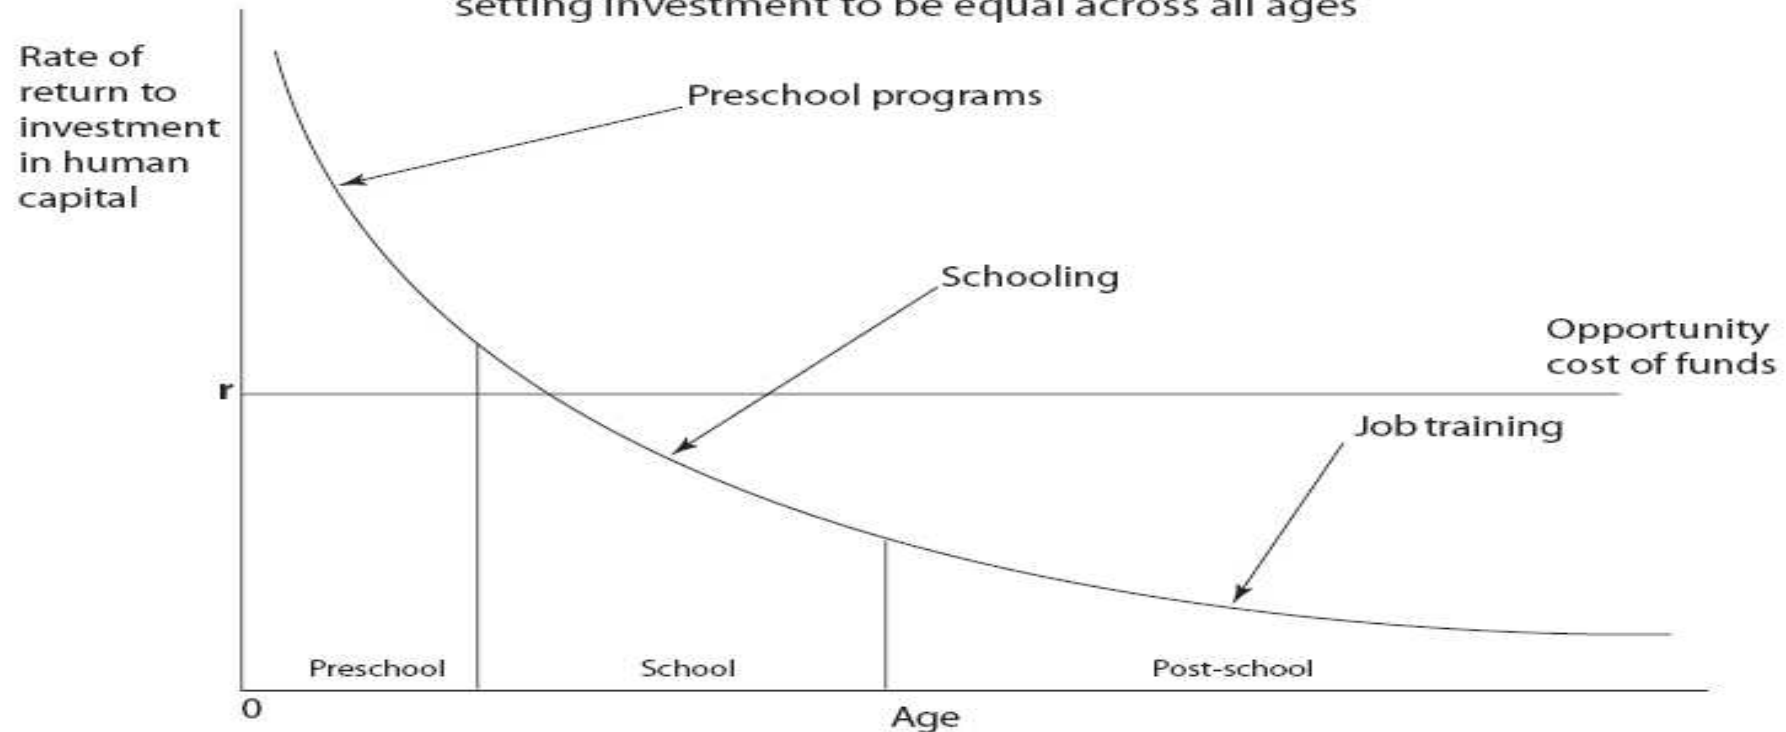 setting investment to be equal across all ages
Rate of
return to
investment
in human
capital
Preschool programs
Schooling
Opportunity
cost of funds
r
Job training
Preschool
School
Post-school
0
Age